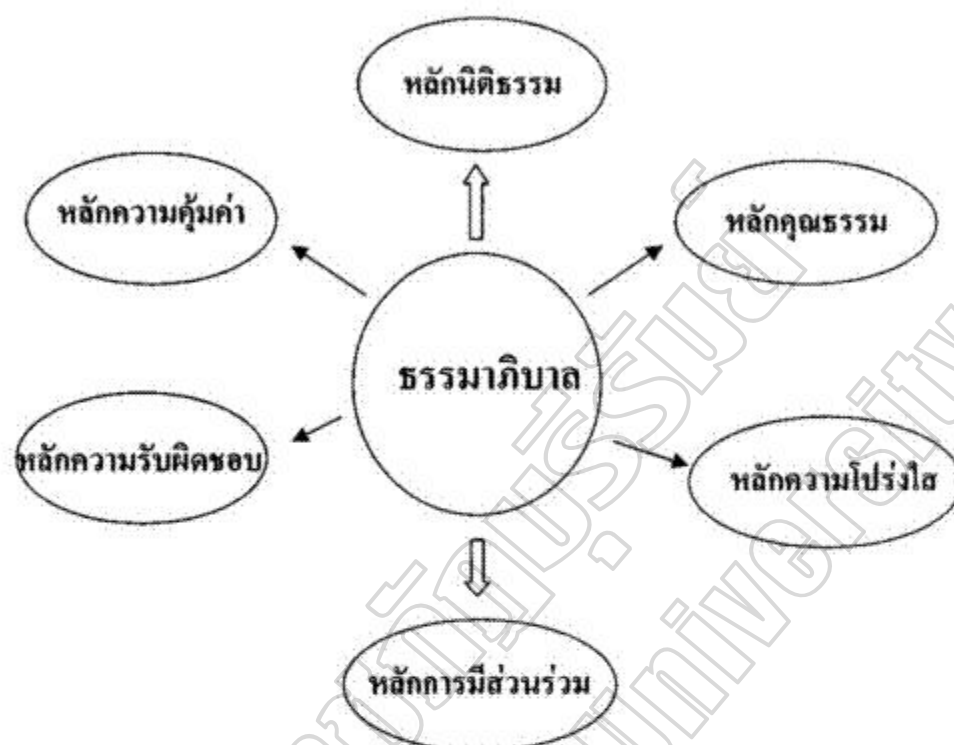 หลักนิติธรรม
หลักความคุ้มค่า
หลักคุณธรรม
ธรรมาภิบาล
หลักความรับผิดชอบ
หลักความโปร่งใส
หลักการมีส่วนร่วม